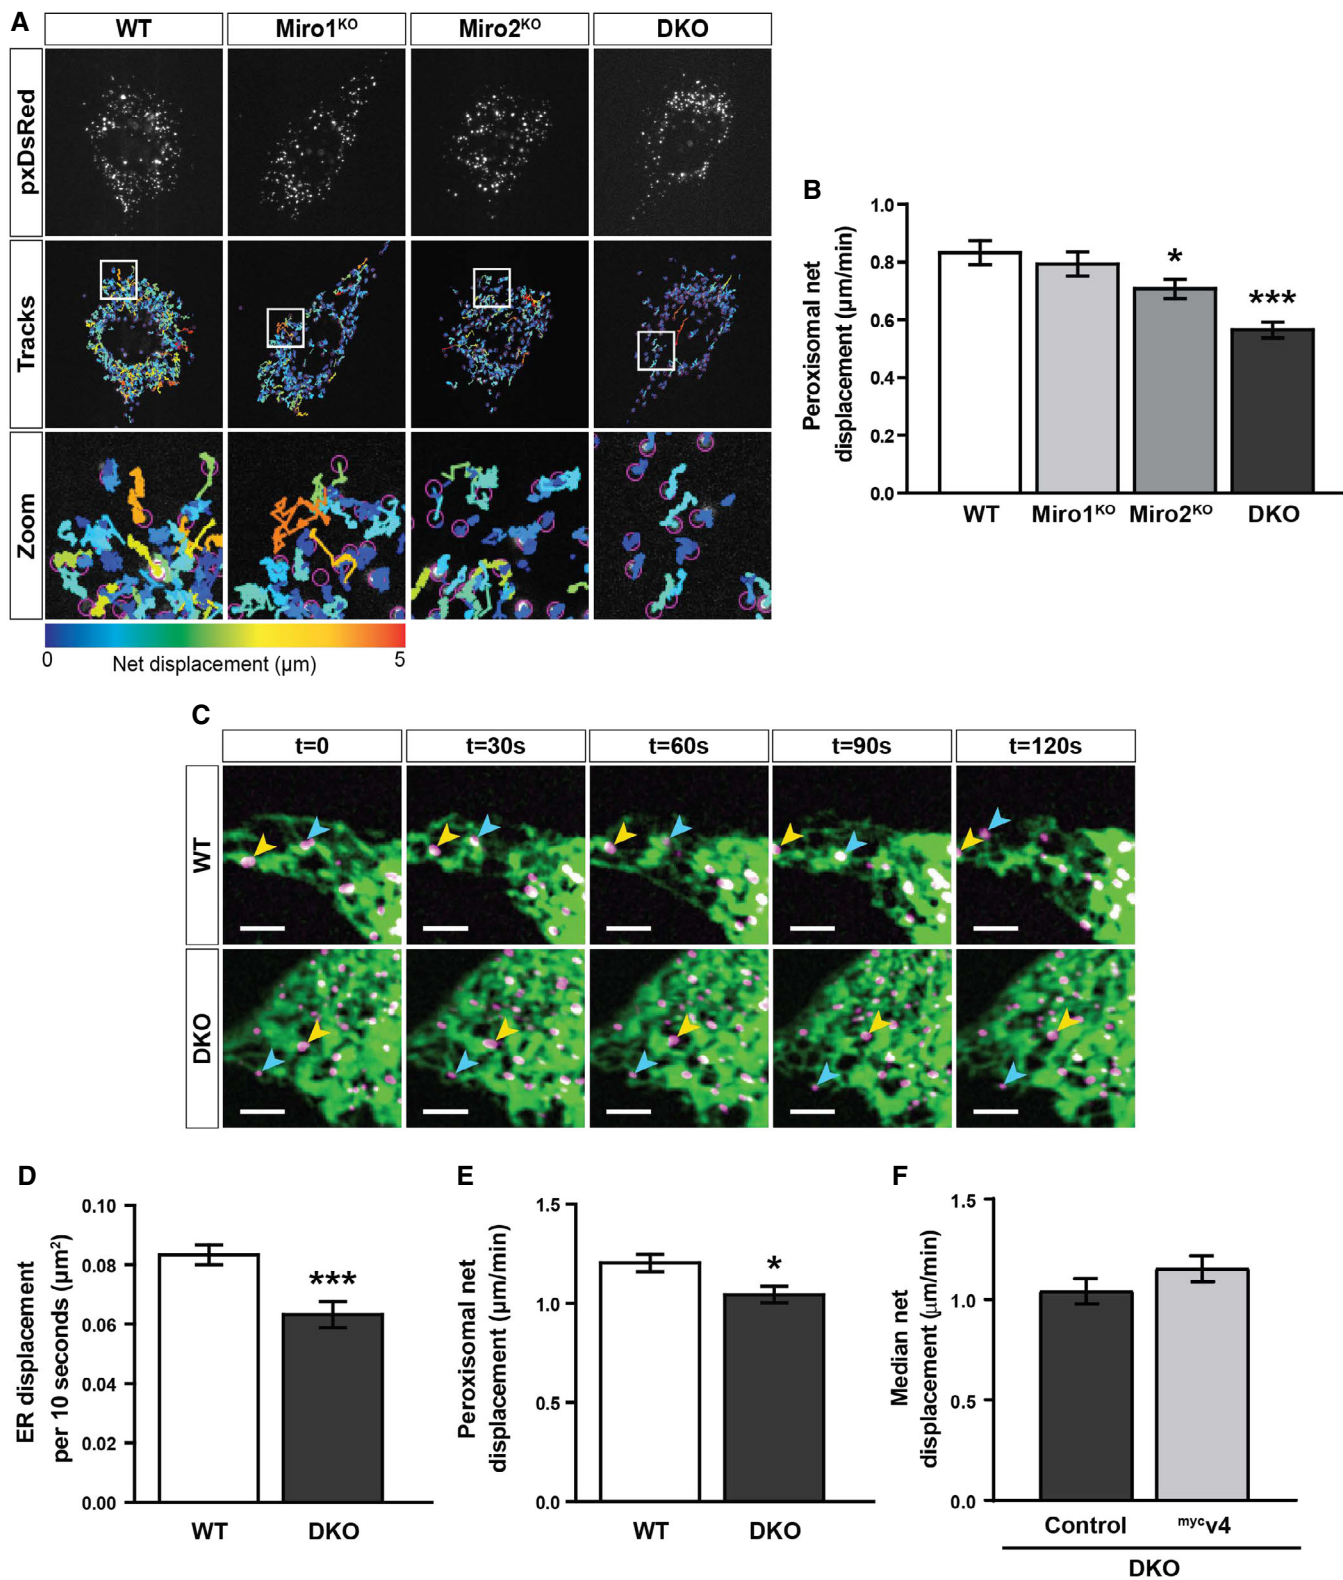 A
WT Miro1ᴷᴼ Miro2ᴷᴼ DKO
pxDsRed
Tracks
Zoom
0 Net displacement (µm) 5
B
Peroxisomal net
displacement (µm/min)
1.0
0.8
0.6
0.4
0.2
0.0
*
***
WT Miro1ᴷᴼ Miro2ᴷᴼ DKO
C
t=0 t=30s t=60s t=90s t=120s
WT
DKO
D
ER displacement
per 10 seconds (µm²)
0.10
0.08
0.06
0.04
0.02
0.00
***
WT DKO
E
Peroxisomal net
displacement (µm/min)
1.5
1.0
0.5
0.0
*
WT DKO
F
Median net
displacement (µm/min)
1.5
1.0
0.5
0.0
Control ᵐʸᶜv4
DKO